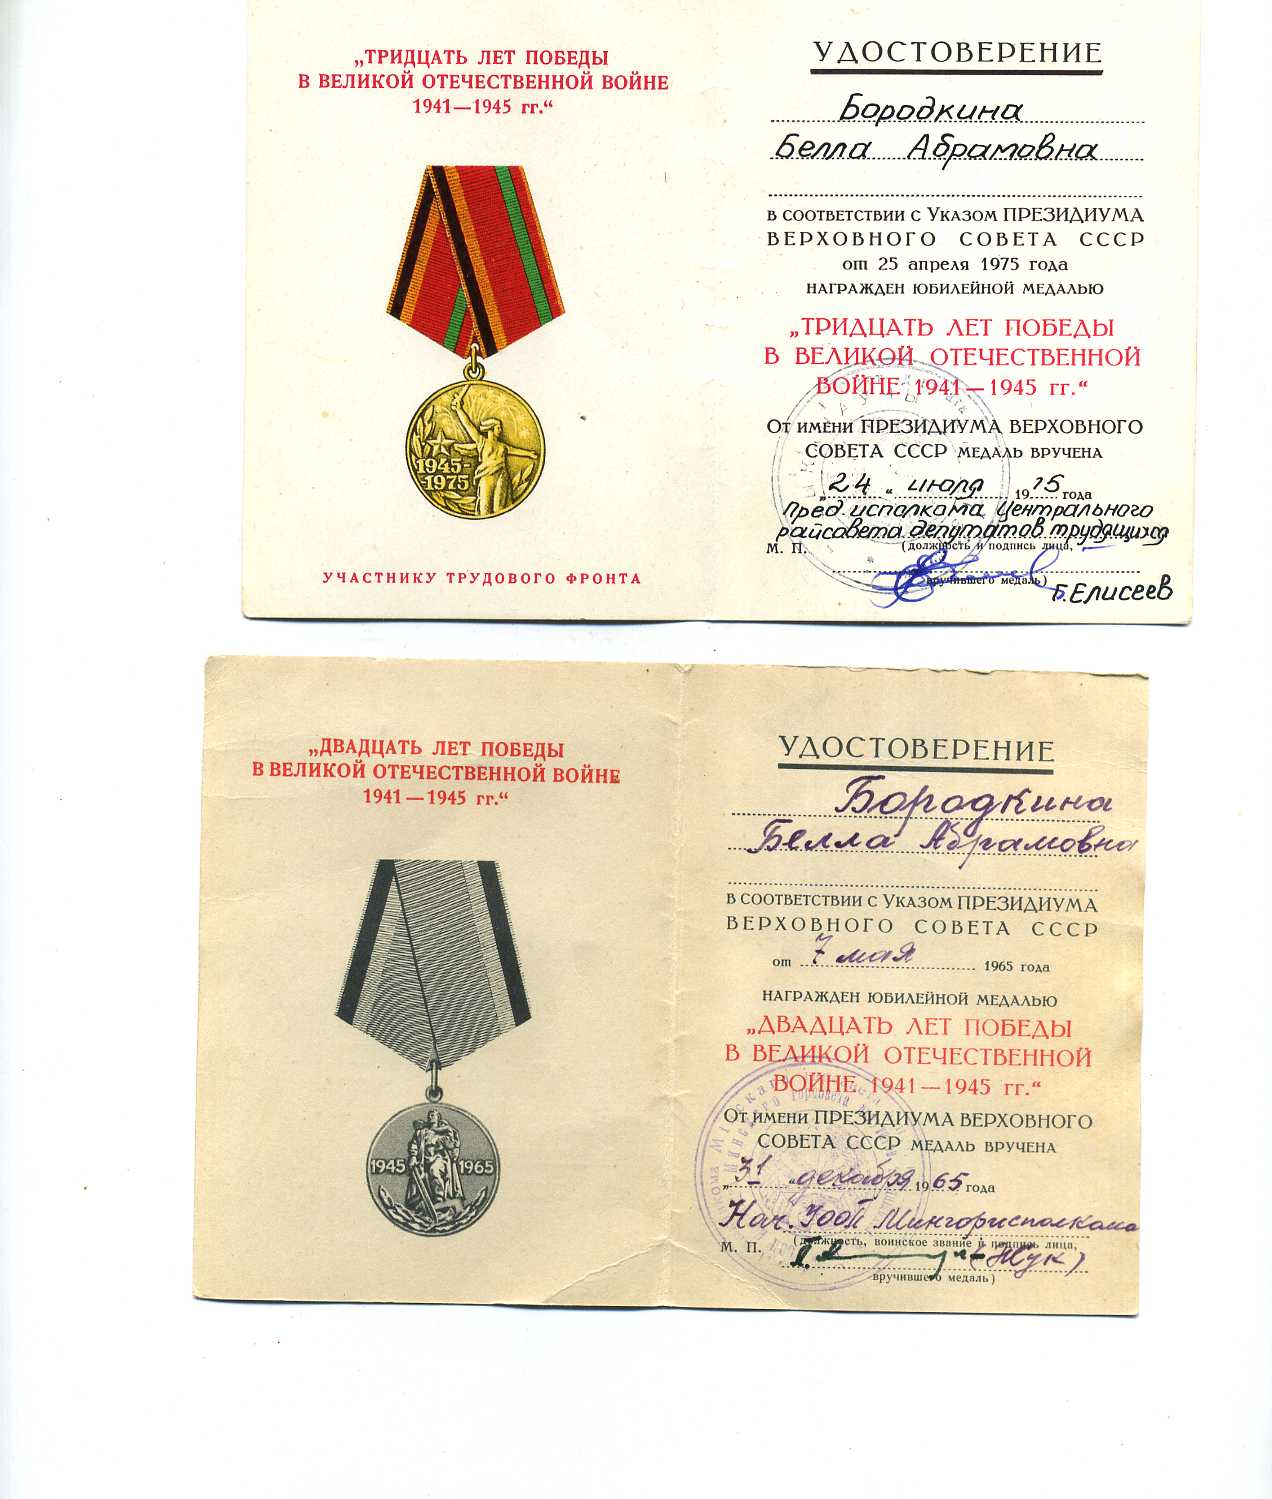 „ТРИДЦАТЬ ЛЕТ ПОБЕДЫ
В ВЕЛИКОЙ ОТЕЧЕСТВЕННОЙ ВОЙНЕ
1941—1945 гг.“
1945-
1975
УЧАСТНИКУ ТРУДОВОГО ФРОНТА
УДОСТОВЕРЕНИЕ
Бородкина
Белла Абрамовна
В СООТВЕТСТВИИ С УКАЗОМ ПРЕЗИДИУМА
ВЕРХОВНОГО СОВЕТА СССР
от 25 апреля 1975 года
НАГРАЖДЕН ЮБИЛЕЙНОЙ МЕДАЛЬЮ
„ТРИДЦАТЬ ЛЕТ ПОБЕДЫ
В ВЕЛИКОЙ ОТЕЧЕСТВЕННОЙ
ВОЙНЕ 1941—1945 гг.“
ОТ ИМЕНИ ПРЕЗИДИУМА ВЕРХОВНОГО
СОВЕТА СССР МЕДАЛЬ ВРУЧЕНА
„24“ июля 1975 года
Пред. исполкома Центрального
райсовета депутатов трудящихся
М. П. (должность и подпись лица,
вручившего медаль)
Б. Елисеев
„ДВАДЦАТЬ ЛЕТ ПОБЕДЫ
В ВЕЛИКОЙ ОТЕЧЕСТВЕННОЙ ВОЙНЕ
1941—1945 гг.“
1945 1965
УДОСТОВЕРЕНИЕ
Бородкина
Белла Абрамовна
В СООТВЕТСТВИИ С УКАЗОМ ПРЕЗИДИУМА
ВЕРХОВНОГО СОВЕТА СССР
от 7 мая 1965 года
НАГРАЖДЕН ЮБИЛЕЙНОЙ МЕДАЛЬЮ
„ДВАДЦАТЬ ЛЕТ ПОБЕДЫ
В ВЕЛИКОЙ ОТЕЧЕСТВЕННОЙ
ВОЙНЕ 1941—1945 гг.“
ОТ ИМЕНИ ПРЕЗИДИУМА ВЕРХОВНОГО
СОВЕТА СССР МЕДАЛЬ ВРУЧЕНА
„31“ декабря 1965 года
Нач. УООП Мингорисполкома
М. П. (должность, воинское звание и подпись лица,
(Жук)
вручившего медаль)